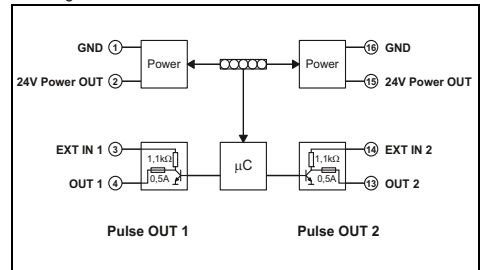 GND 1 Power Power 16 GND
24V Power OUT 2 15 24V Power OUT
EXT IN 1 3 1,1kΩ µC 1,1kΩ 14 EXT IN 2
OUT 1 4 0,5A 0,5A 13 OUT 2
Pulse OUT 1 Pulse OUT 2